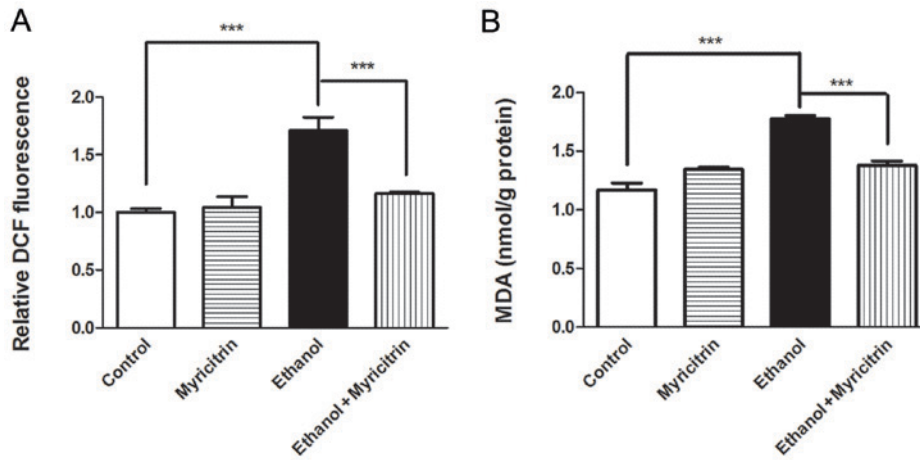 A
***
***
Relative DCF fluorescence
2.0
1.5
1.0
0.5
0.0
Control
Myricitrin
Ethanol
Ethanol + Myricitrin
B
***
***
MDA (nmol/g protein)
2.0
1.5
1.0
0.5
0.0
Control
Myricitrin
Ethanol
Ethanol + Myricitrin